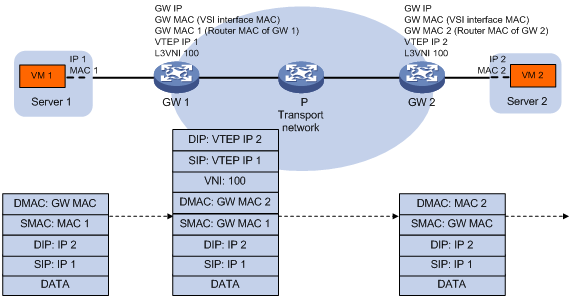 GW IP
GW MAC (VSI interface MAC)
GW MAC 1 (Router MAC of GW 1)
VTEP IP 1
L3VNI 100
GW IP
GW MAC (VSI interface MAC)
GW MAC 2 (Router MAC of GW 2)
VTEP IP 2
L3VNI 100
IP 1
MAC 1
VM 1
Server 1
GW 1
P
Transport
network
GW 2
IP 2
MAC 2
VM 2
Server 2
DMAC: GW MAC
SMAC: MAC 1
DIP: IP 2
SIP: IP 1
DATA
DIP: VTEP IP 2
SIP: VTEP IP 1
VNI: 100
DMAC: GW MAC 2
SMAC: GW MAC 1
DIP: IP 2
SIP: IP 1
DATA
DMAC: MAC 2
SMAC: GW MAC
DIP: IP 2
SIP: IP 1
DATA